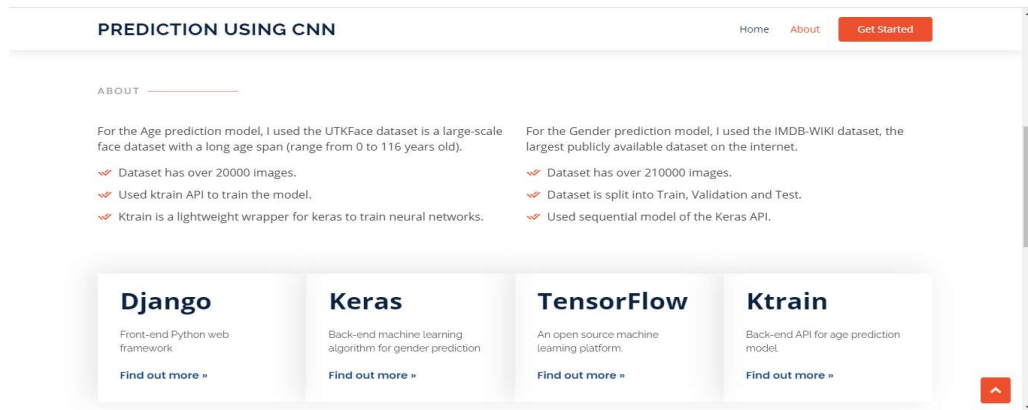 PREDICTION USING CNN
Home
About
Get Started
ABOUT
For the Age prediction model, I used the UTKFace dataset is a large-scale
face dataset with a long age span (range from 0 to 116 years old).
Dataset has over 20000 images.
Used ktrain API to train the model.
Ktrain is a lightweight wrapper for keras to train neural networks.
For the Gender prediction model, I used the IMDB-WIKI dataset, the
largest publicly available dataset on the internet.
Dataset has over 210000 images.
Dataset is split into Train, Validation and Test.
Used sequential model of the Keras API.
Django
Front-end Python web
framework
Find out more »
Keras
Back-end machine learning
algorithm for gender prediction
Find out more »
TensorFlow
An open source machine
learning platform.
Find out more »
Ktrain
Back-end API for age prediction
model
Find out more »